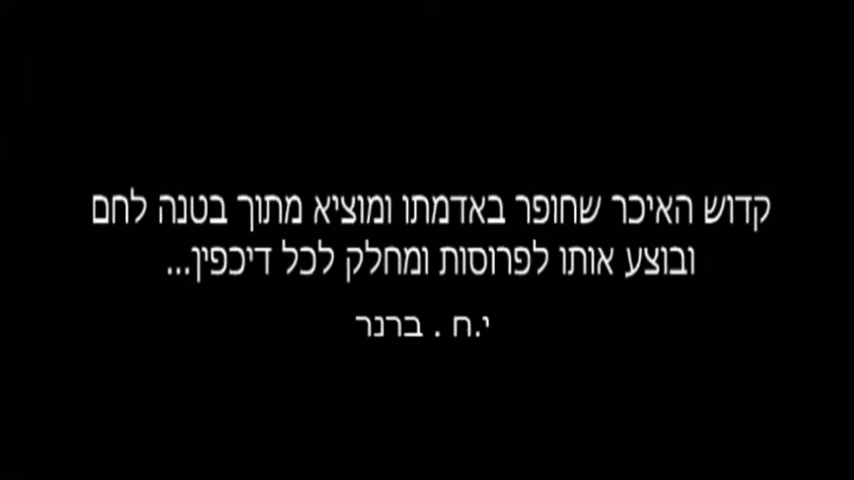 קדוש האיכר שחופר באדמתו ומוציא מתוך בטנה לחם
ובוצע אותו לפרוסות ומחלק לכל דיכפין...
י.ח . ברנר